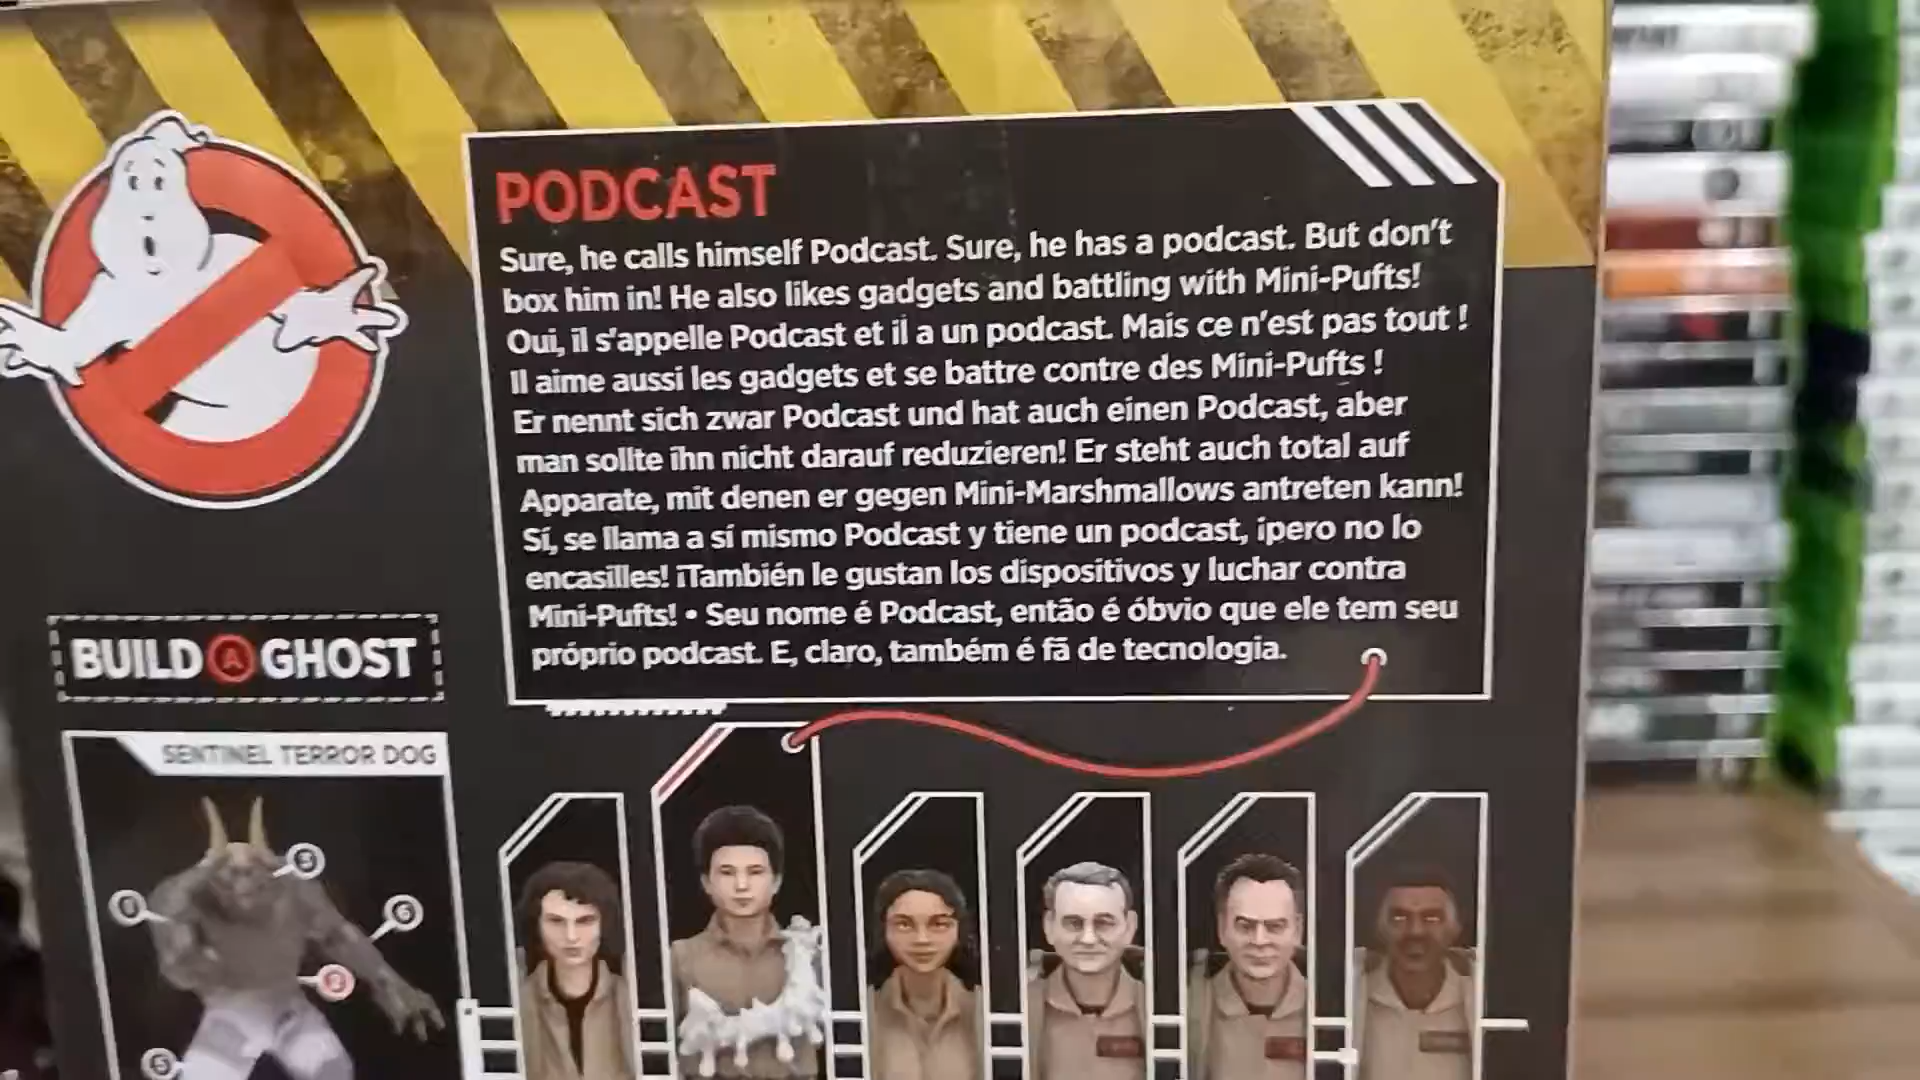 PODCAST
Sure, he calls himself Podcast. Sure, he has a podcast. But don't
box him in! He also likes gadgets and battling with Mini-Pufts!
Oui, il s'appelle Podcast et il a un podcast. Mais ce n'est pas tout !
Il aime aussi les gadgets et se battre contre des Mini-Pufts !
Er nennt sich zwar Podcast und hat auch einen Podcast, aber
man sollte ihn nicht darauf reduzieren! Er steht auch total auf
Apparate, mit denen er gegen Mini-Marshmallows antreten kann!
Sí, se llama a sí mismo Podcast y tiene un podcast, ¡pero no lo
encasilles! ¡También le gustan los dispositivos y luchar contra
Mini-Pufts! • Seu nome é Podcast, então é óbvio que ele tem seu
próprio podcast. E, claro, também é fã de tecnologia.
BUILD A GHOST
SENTINEL TERROR DOG
6